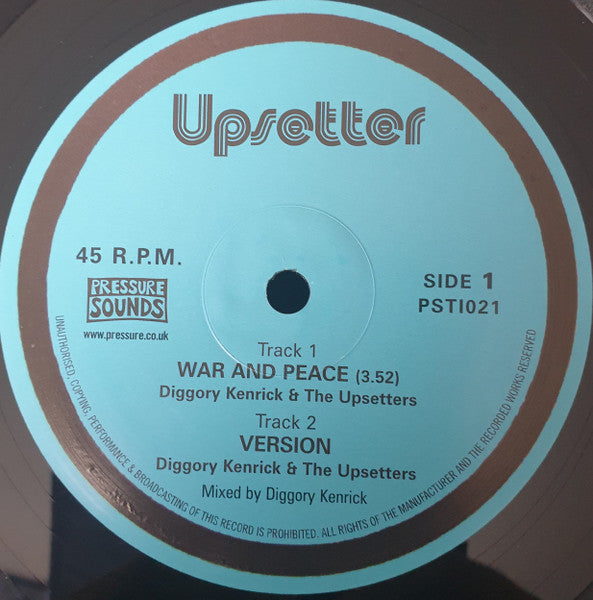 Upsetter
45 R.P.M.
PRESSURE
SOUNDS
www.pressure.co.uk
SIDE 1
PSTI021
Track 1
WAR AND PEACE (3.52)
Diggory Kenrick & The Upsetters
Track 2
VERSION
Diggory Kenrick & The Upsetters
Mixed by Diggory Kenrick
UNAUTHORISED, COPYING, PERFORMANCE & BROADCASTING OF THIS RECORD IS PROHIBITED. ALL RIGHTS OF THE MANUFACTURER AND THE RECORDED WORKS RESERVED